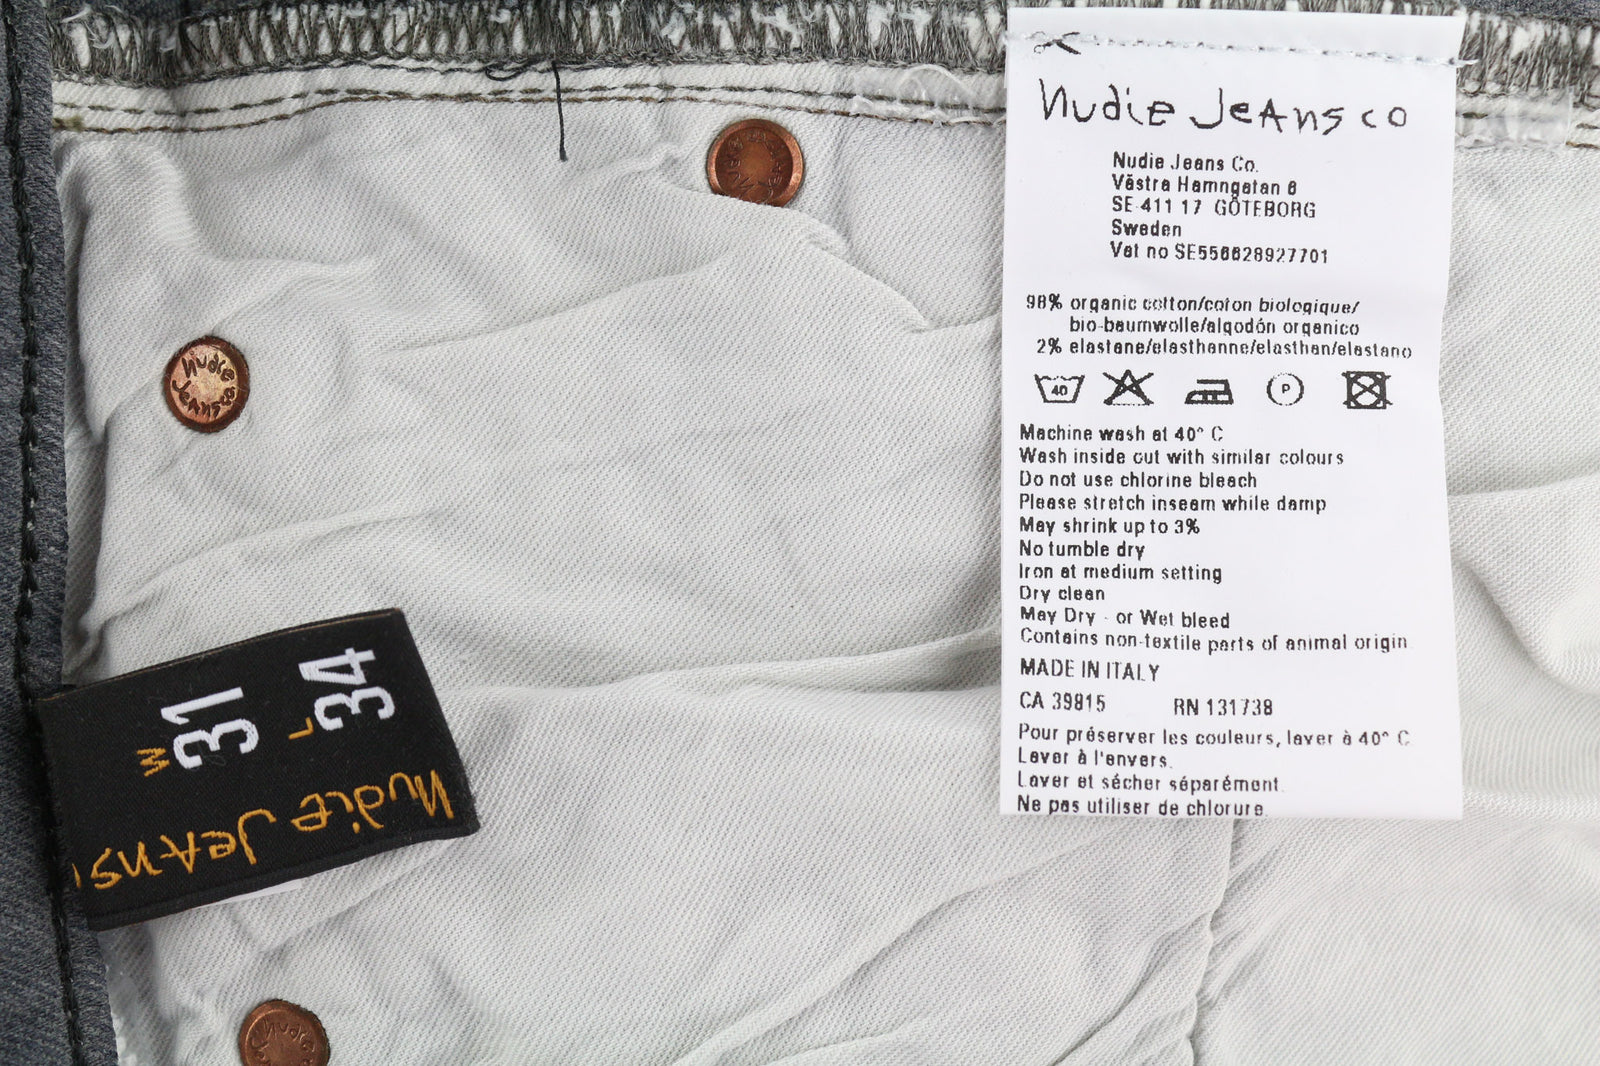 Nudie Jeans co
Nudie Jeans Co.
Västra Hamngatan 6
SE-411 17 GÖTEBORG
Sweden
Vat no SE556628927701
98% organic cotton/coton biologique/
bio-baumwolle/algodón organico
2% elastane/elasthanne/elasthan/elastano
40
P
Machine wash at 40° C
Wash inside out with similar colours
Do not use chlorine bleach
Please stretch inseam while damp
May shrink up to 3%
No tumble dry
Iron at medium setting
Dry clean
May Dry - or Wet bleed
Contains non-textile parts of animal origin.
MADE IN ITALY
CA 39815 RN 131738
Pour préserver les couleurs, laver à 40° C
Laver à l'envers.
Laver et sécher séparément.
Ne pas utiliser de chlorure.
nudie Jeans co
W 31
L 34
nudie Jeans